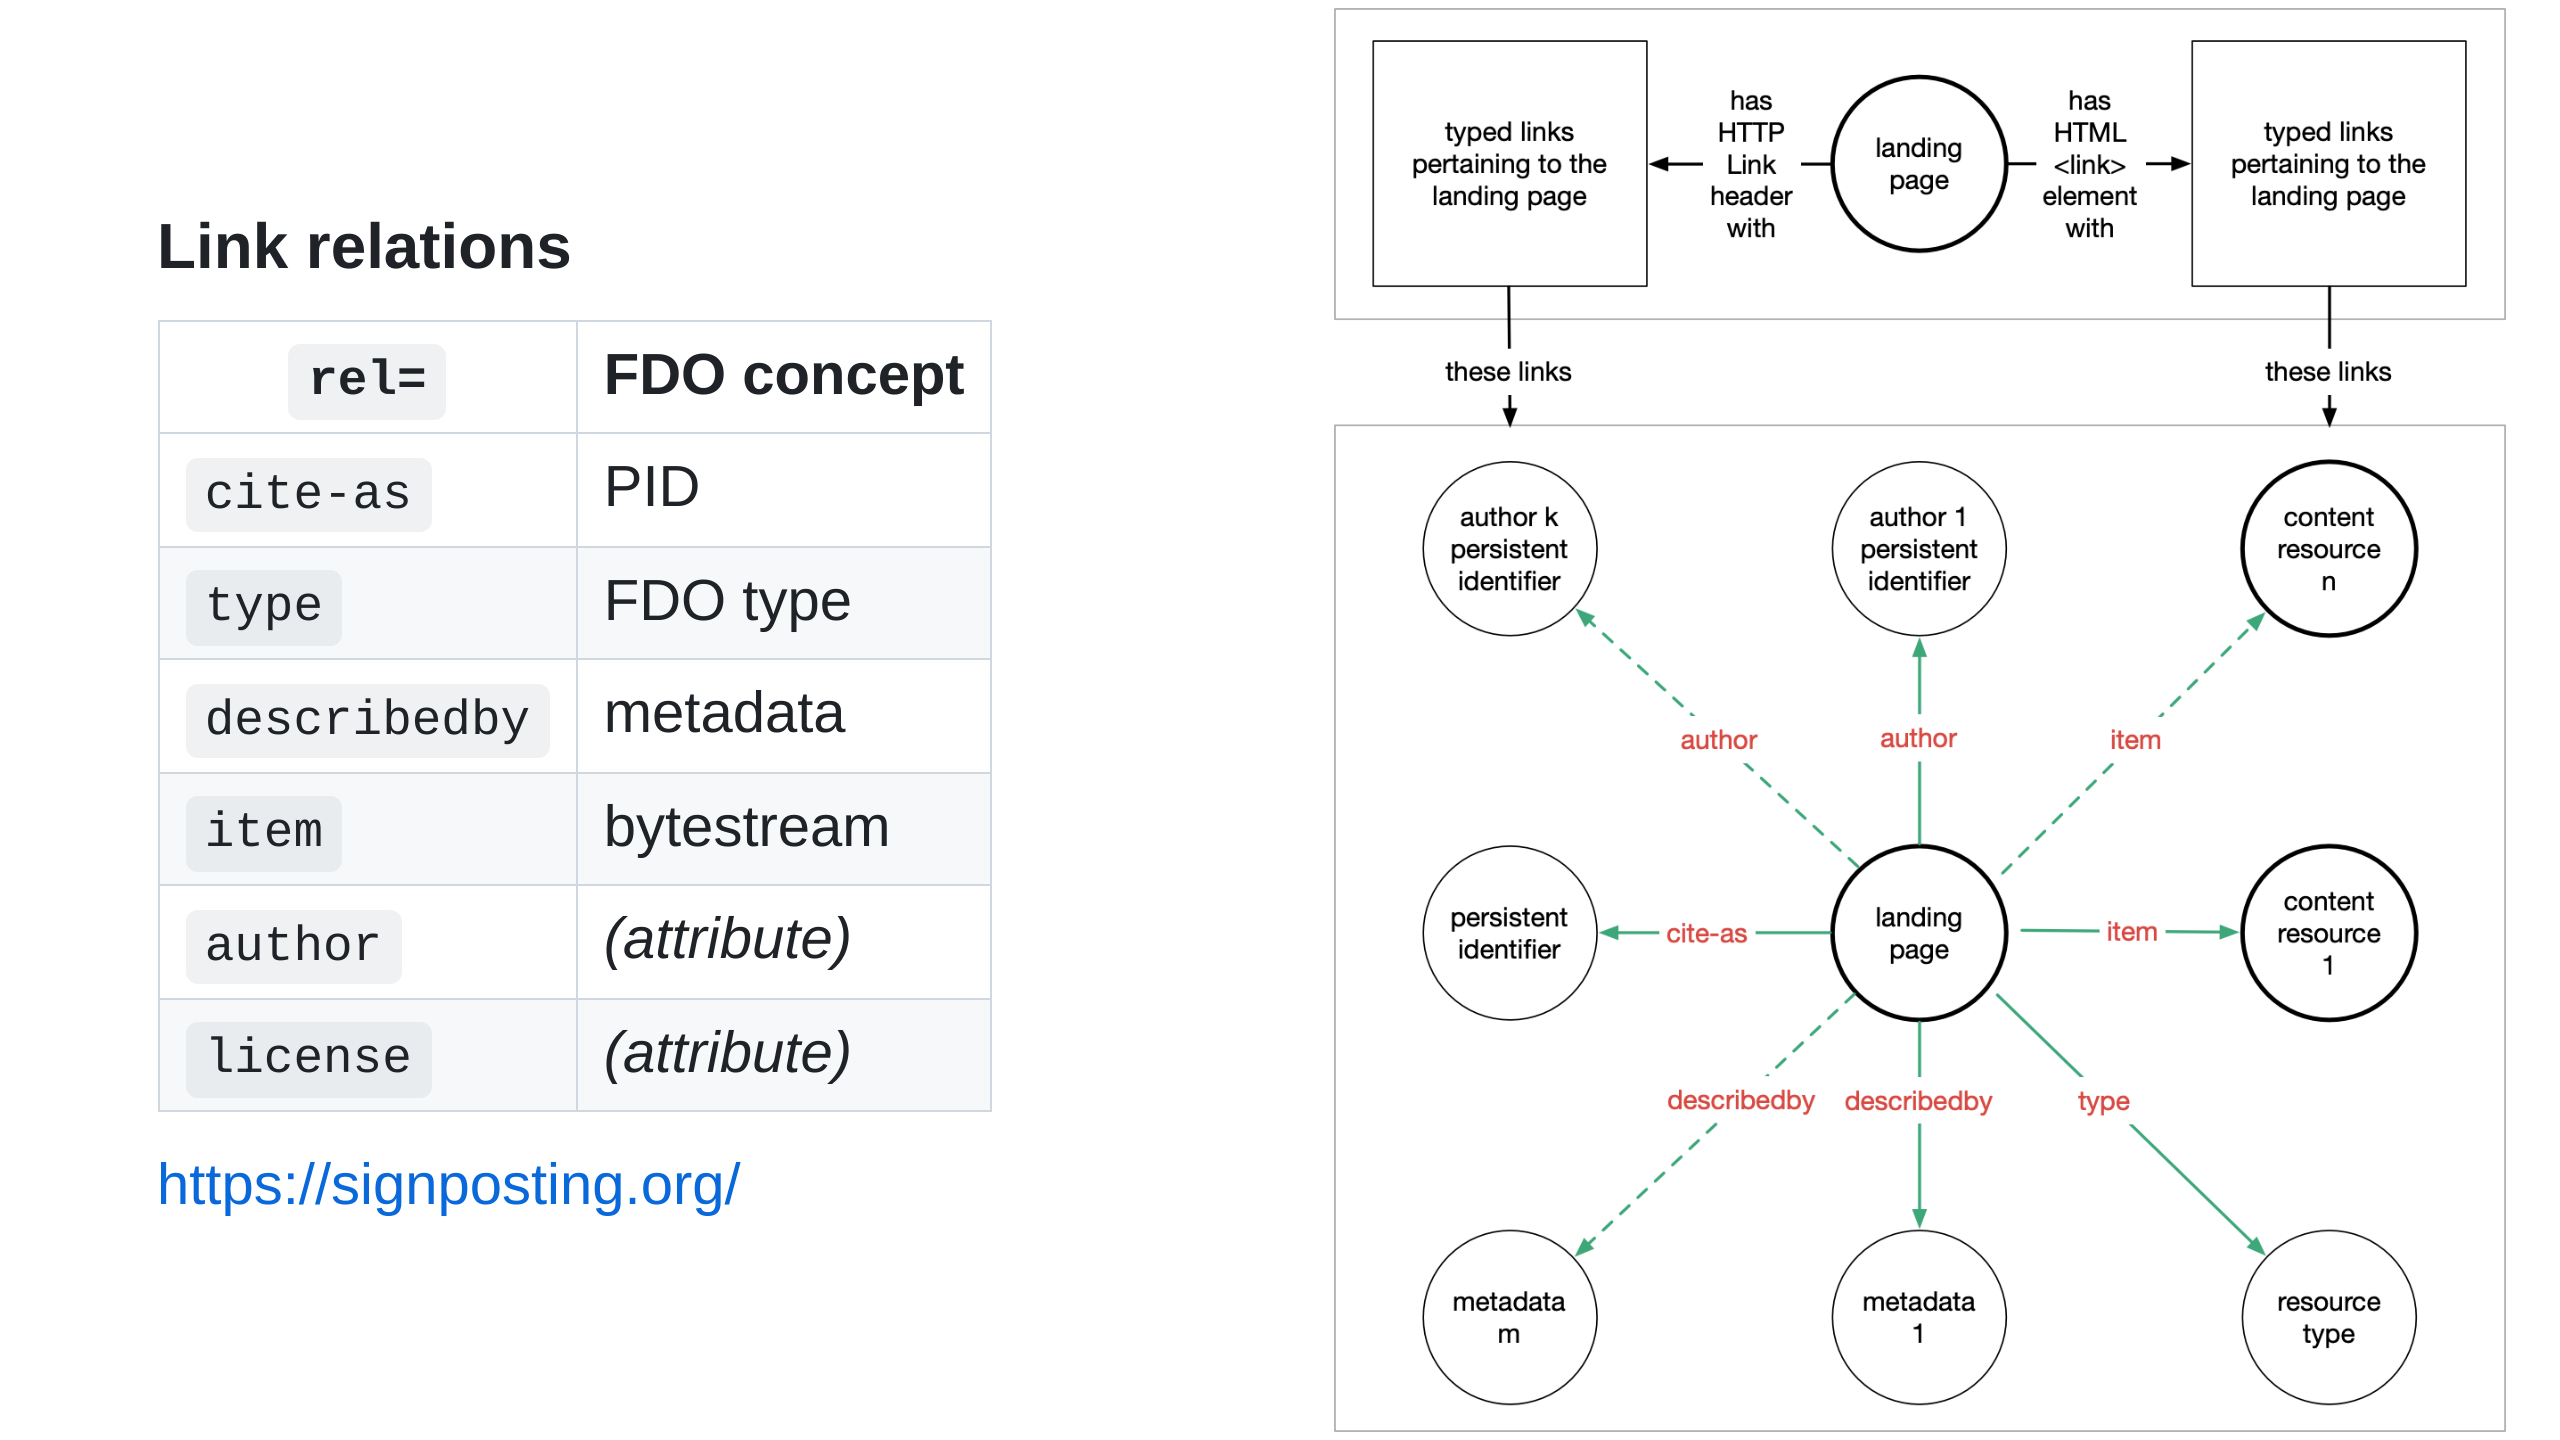 Link relations
rel= FDO concept
cite-as PID
type FDO type
describedby metadata
item bytestream
author (attribute)
license (attribute)
https://signposting.org/
typed links
pertaining to the
landing page
has
HTTP
Link
header
with
landing
page
has
HTML
<link>
element
with
typed links
pertaining to the
landing page
these links
these links
author k
persistent
identifier
author 1
persistent
identifier
content
resource
n
author
author
item
persistent
identifier
cite-as
landing
page
item
content
resource
1
describedby
describedby
type
metadata
m
metadata
1
resource
type